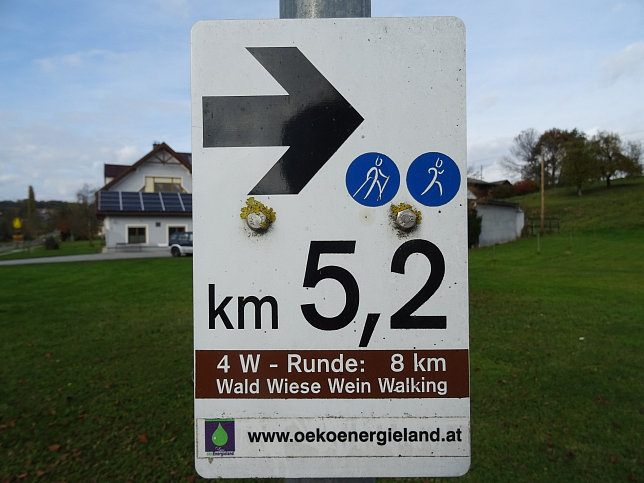 km 5,2
4 W - Runde: 8 km
Wald Wiese Wein Walking
www.oekoenergieland.at